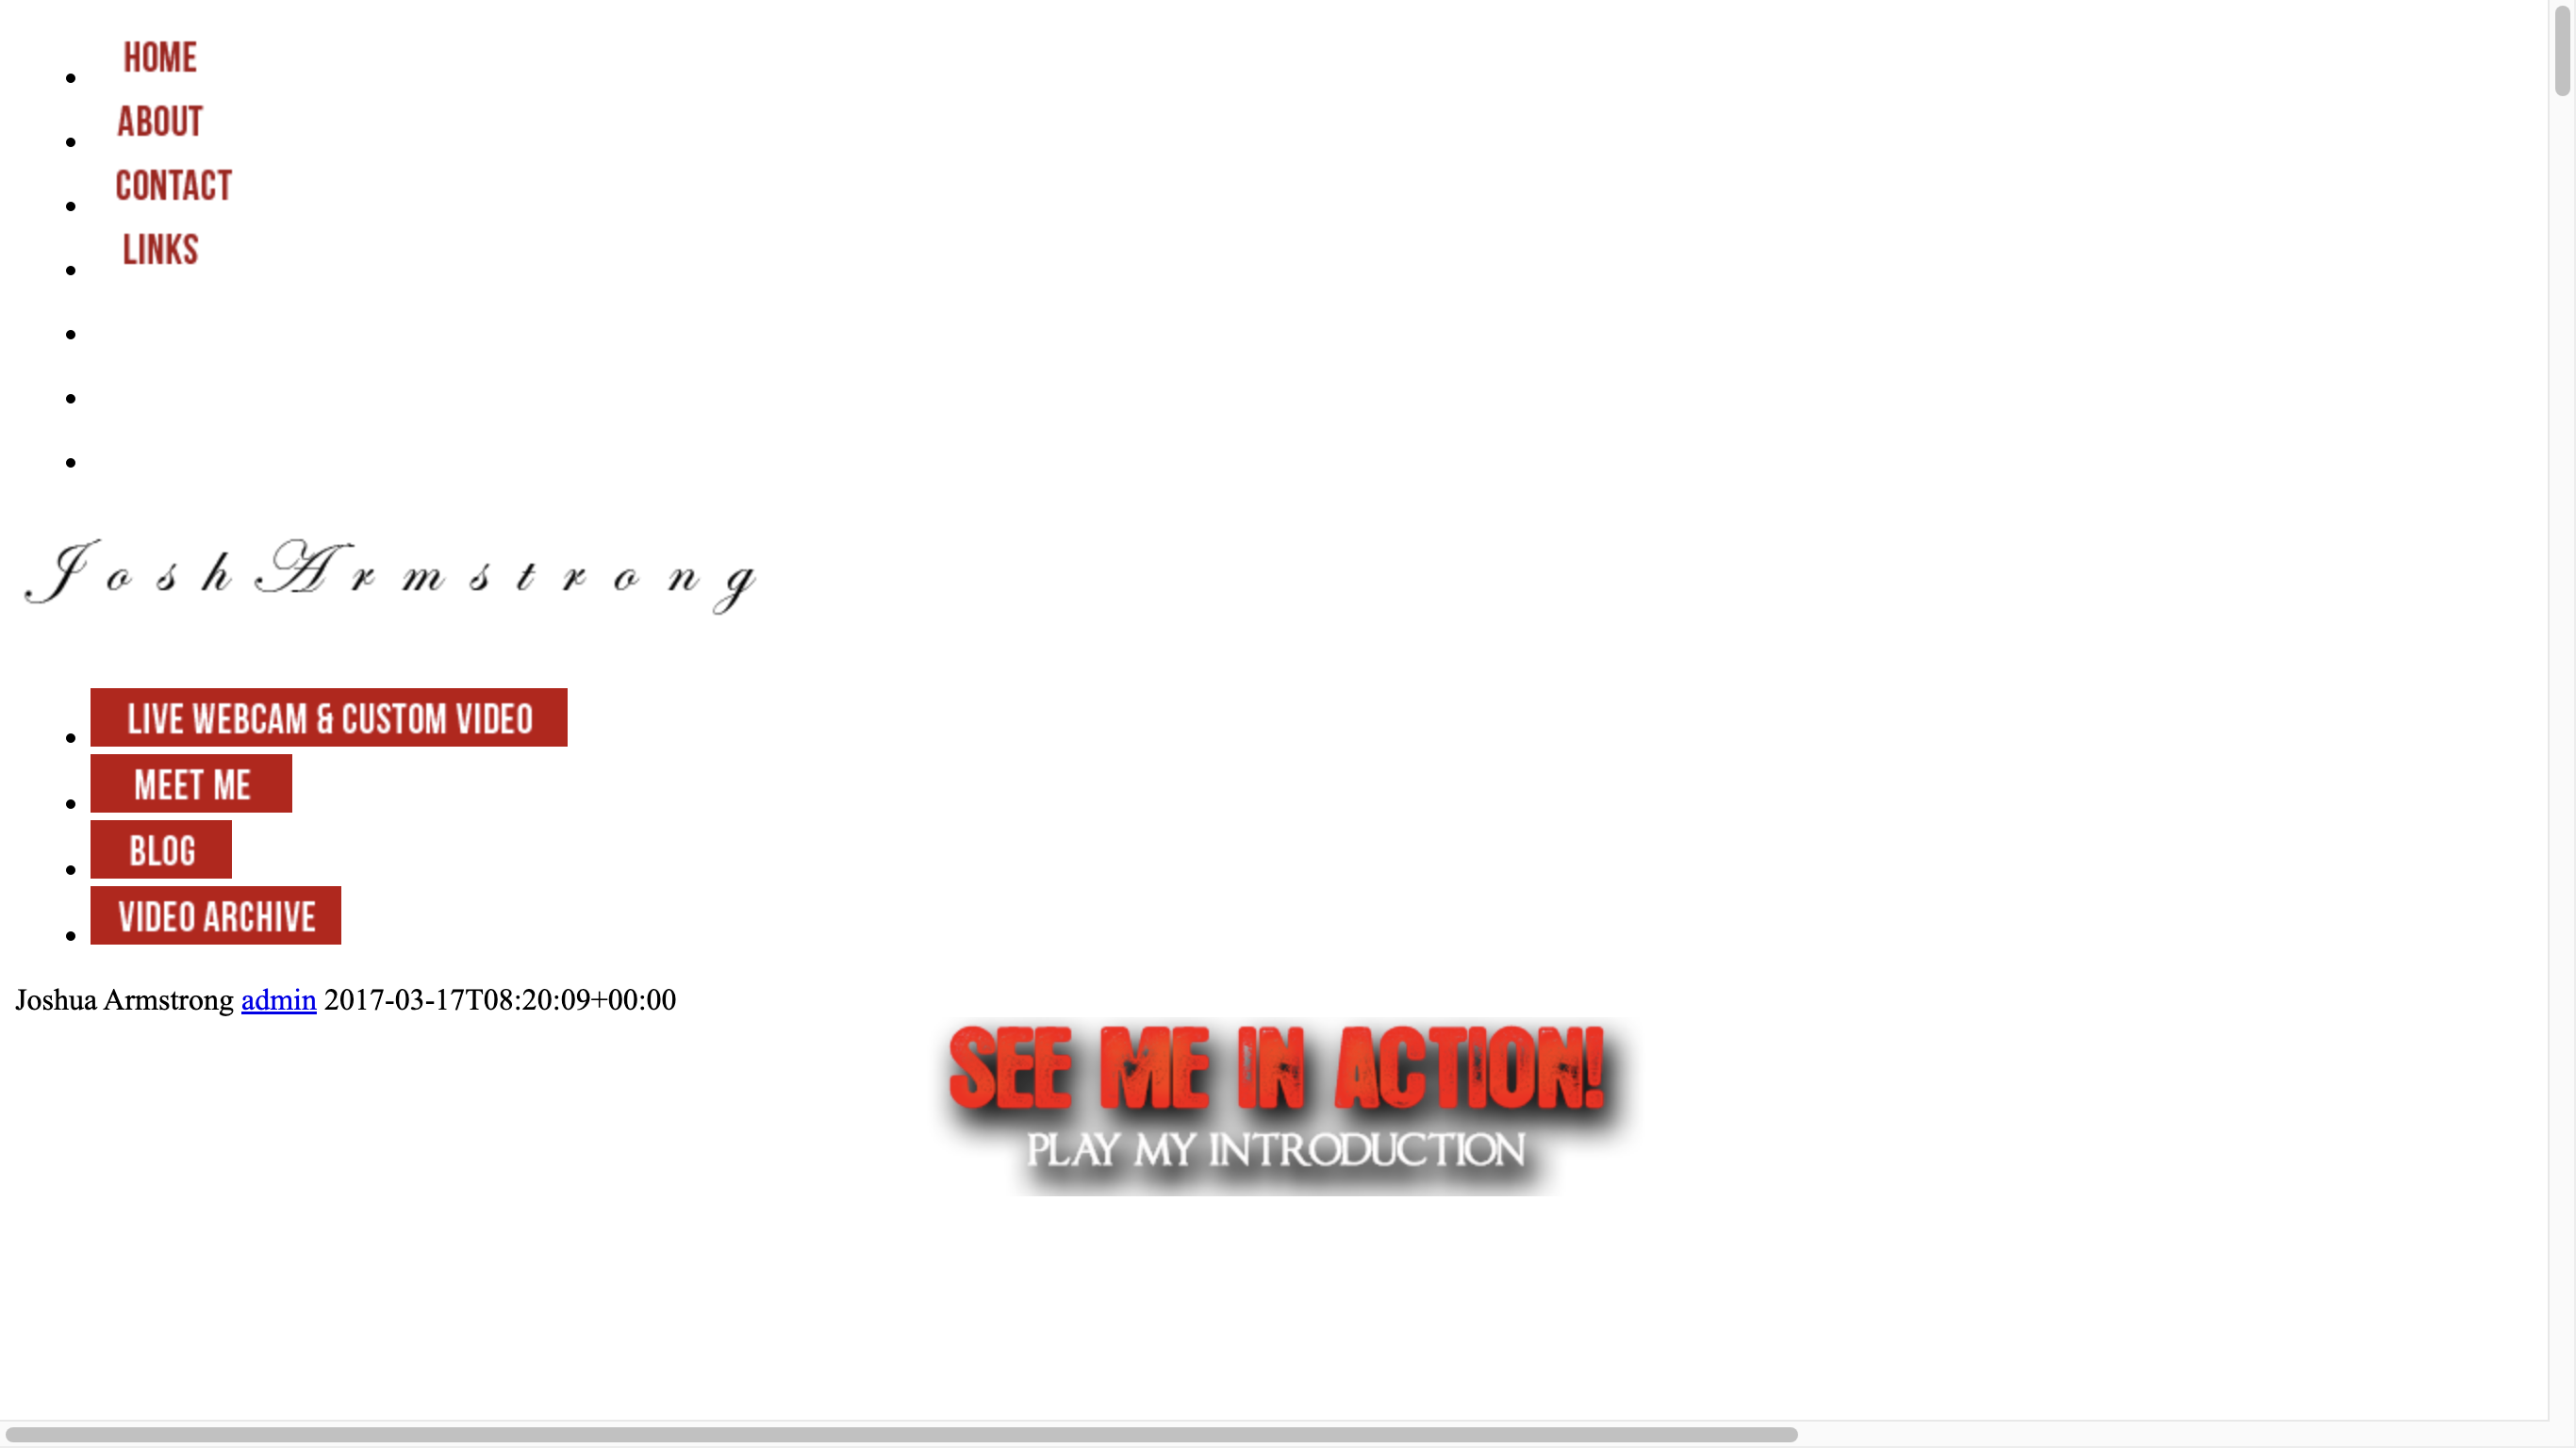 HOME
ABOUT
CONTACT
LINKS
Josh Armstrong
LIVE WEBCAM & CUSTOM VIDEO
MEET ME
BLOG
VIDEO ARCHIVE
Joshua Armstrong admin 2017-03-17T08:20:09+00:00
SEE ME IN ACTION!
PLAY MY INTRODUCTION